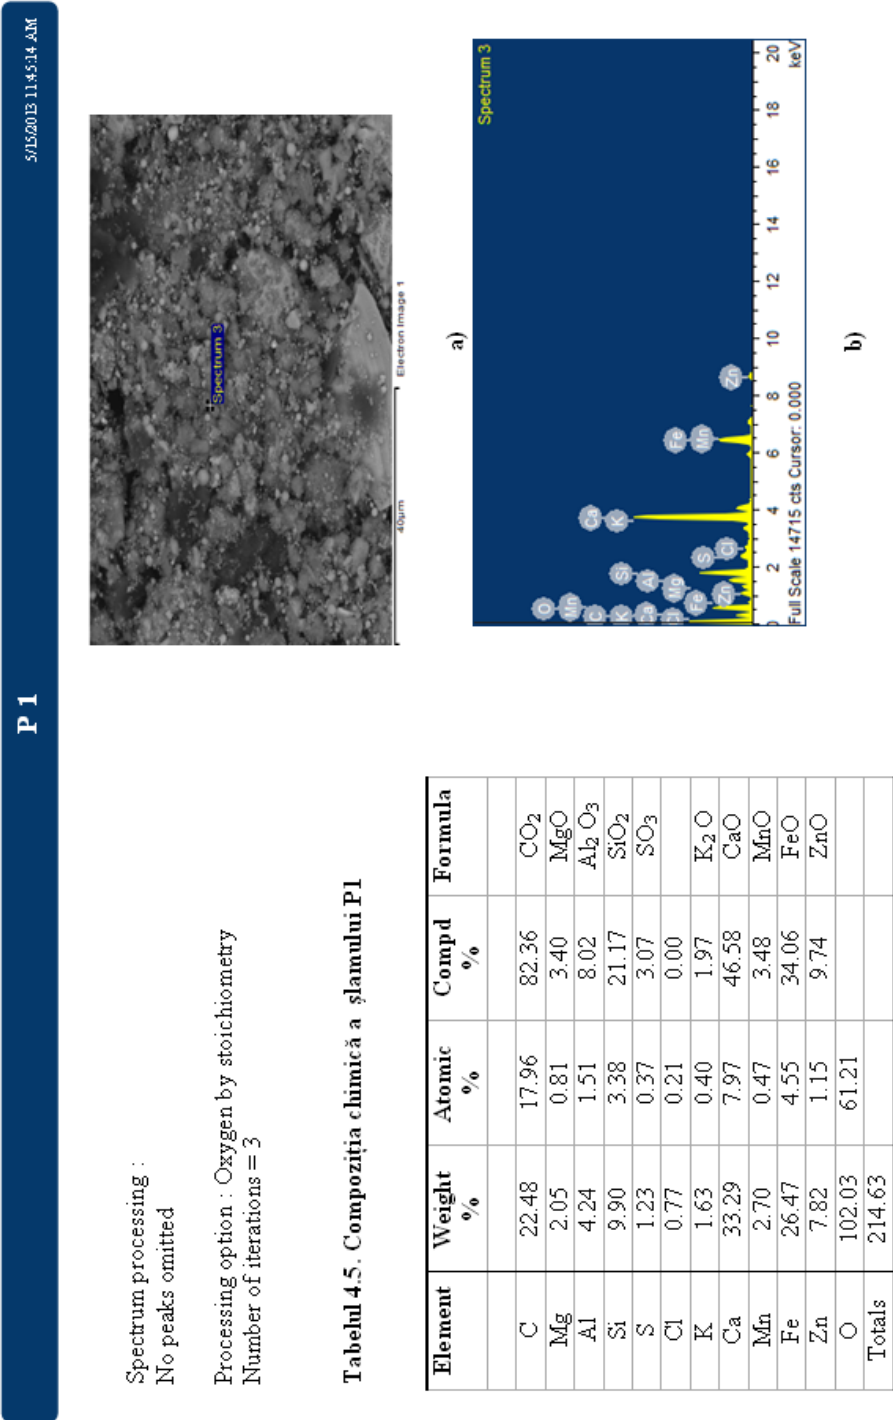 P 1
5/15/2013 11:45:14 AM
Spectrum processing :
No peaks omitted
Processing option : Oxygen by stoichiometry
Number of iterations = 3
Tabelul 4.5. Compoziția chimică a șlamului P1
Element Weight % Atomic % Compd % Formula
C 22.48 17.96 82.36 CO2
Mg 2.05 0.81 3.40 MgO
Al 4.24 1.51 8.02 Al2 O3
Si 9.90 3.38 21.17 SiO2
S 1.23 0.37 3.07 SO3
Cl 0.77 0.21 0.00
K 1.63 0.40 1.97 K2 O
Ca 33.29 7.97 46.58 CaO
Mn 2.70 0.47 3.48 MnO
Fe 26.47 4.55 34.06 FeO
Zn 7.82 1.15 9.74 ZnO
O 102.03 61.21
Totals 214.63
Spectrum 3
40µm
Electron Image 1
a)
Spectrum 3
O
Mn
C
K
Ca
Cl
Fe
Zn
Mg
Al
Si
S
Cl
Ca
K
Fe
Mn
Zn
0 2 4 6 8 10 12 14 16 18 20
Full Scale 14715 cts Cursor: 0.000
keV
b)